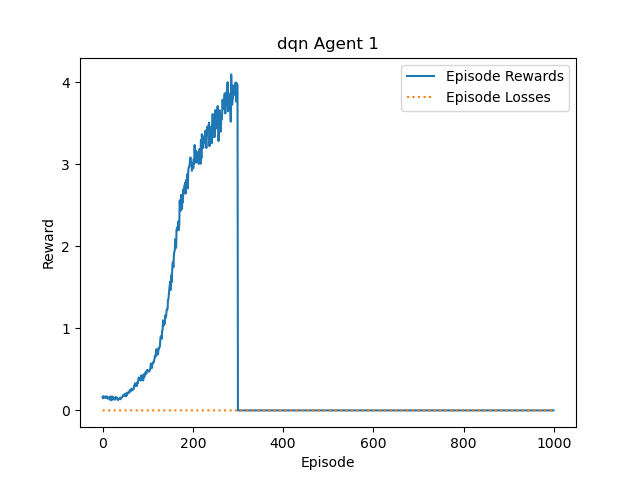 dqn Agent 1
Episode Rewards
Episode Losses
Reward
4
3
2
1
0
0 200 400 600 800 1000
Episode